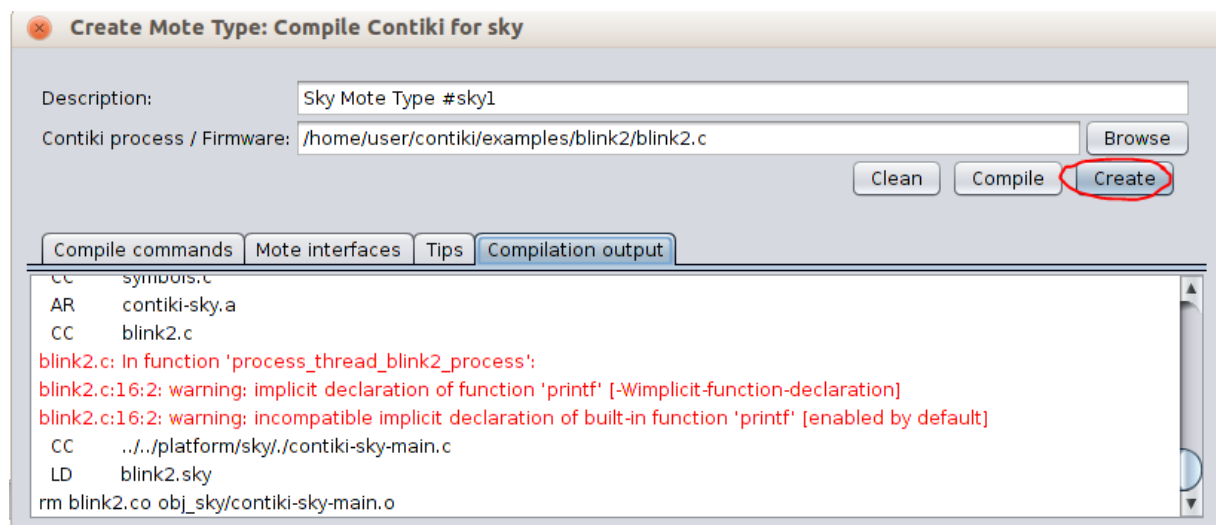 Create Mote Type: Compile Contiki for sky
Description: Sky Mote Type #sky1
Contiki process / Firmware: /home/user/contiki/examples/blink2/blink2.c Browse
Clean Compile Create
Compile commands Mote interfaces Tips Compilation output
CC symbols.c
AR contiki-sky.a
CC blink2.c
blink2.c: In function 'process_thread_blink2_process':
blink2.c:16:2: warning: implicit declaration of function 'printf' [-Wimplicit-function-declaration]
blink2.c:16:2: warning: incompatible implicit declaration of built-in function 'printf' [enabled by default]
CC ../../platform/sky/./contiki-sky-main.c
LD blink2.sky
rm blink2.co obj_sky/contiki-sky-main.o